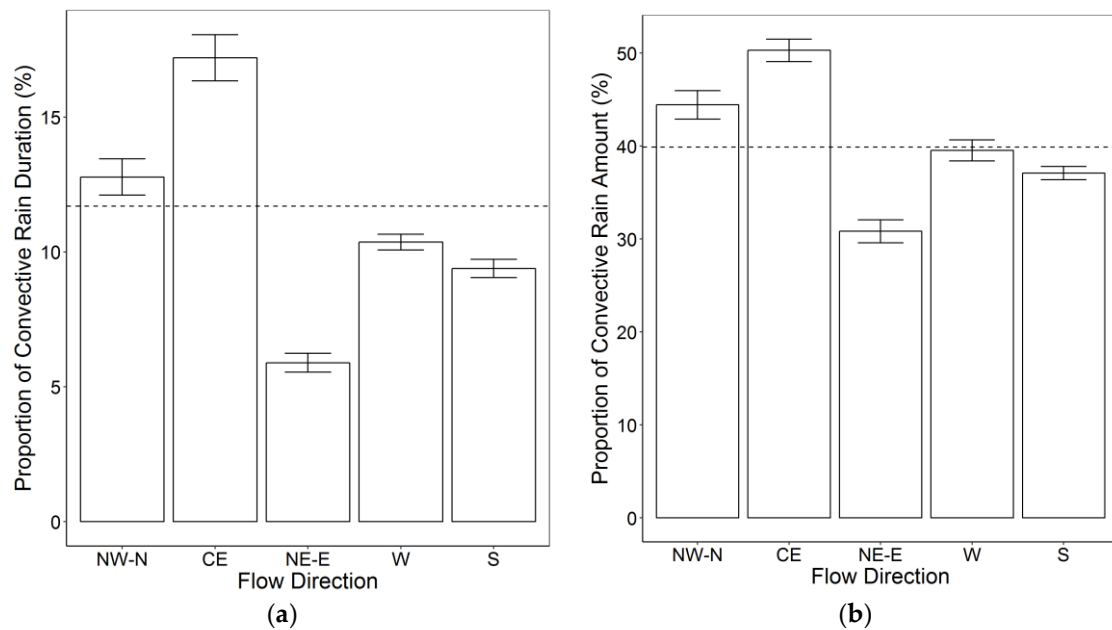 Proportion of Convective Rain Duration (%)
15
10
5
0
NW-N CE NE-E W S
Flow Direction
(a)
Proportion of Convective Rain Amount (%)
50
40
30
20
10
0
NW-N CE NE-E W S
Flow Direction
(b)